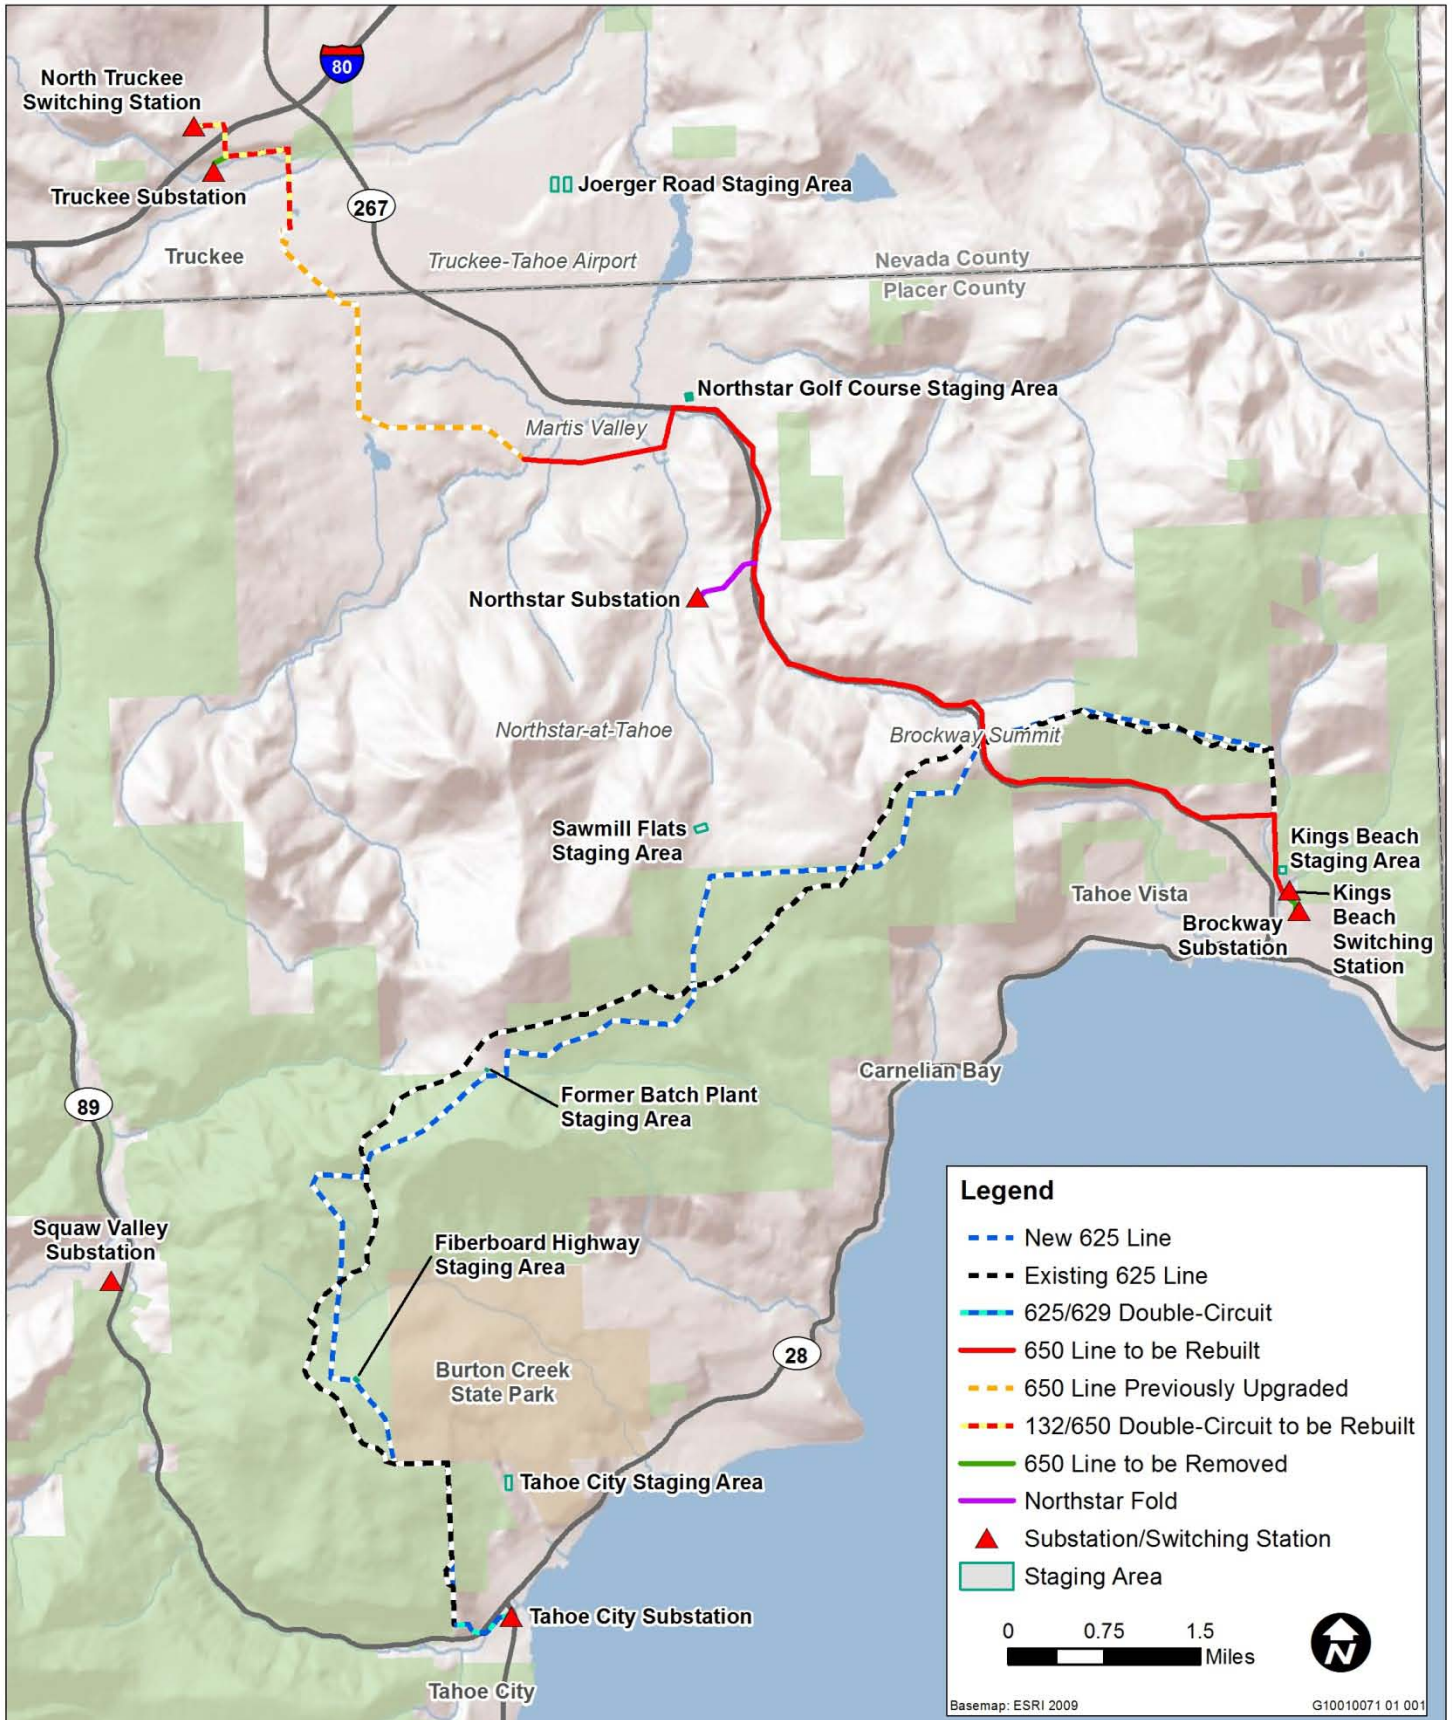 80
North Truckee
Switching Station
Truckee Substation
267
Joerger Road Staging Area
Truckee
Truckee-Tahoe Airport
Nevada County
Placer County
Northstar Golf Course Staging Area
Martis Valley
Northstar Substation
Northstar-at-Tahoe
Brockway Summit
Sawmill Flats
Staging Area
Kings Beach
Staging Area
Tahoe Vista
Kings
Beach
Switching
Station
Brockway
Substation
Carnelian Bay
89
Former Batch Plant
Staging Area
Squaw Valley
Substation
Fiberboard Highway
Staging Area
28
Burton Creek
State Park
Tahoe City Staging Area
Tahoe City Substation
Tahoe City
Legend
New 625 Line
Existing 625 Line
625/629 Double-Circuit
650 Line to be Rebuilt
650 Line Previously Upgraded
132/650 Double-Circuit to be Rebuilt
650 Line to be Removed
Northstar Fold
Substation/Switching Station
Staging Area
0 0.75 1.5
Miles
N
Basemap: ESRI 2009
G10010071 01 001